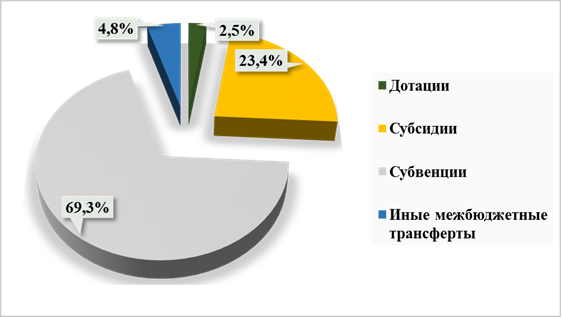 4,8%
2,5%
23,4%
69,3%
Дотации
Субсидии
Субвенции
Иные межбюджетные
трансферты